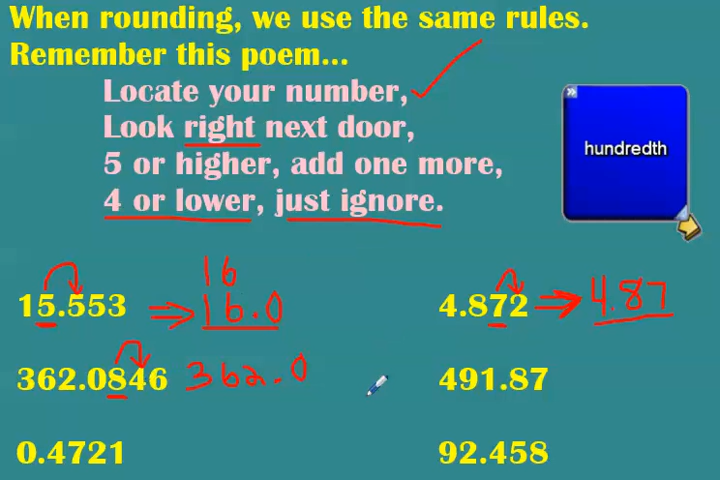 When rounding, we use the same rules.
Remember this poem...
Locate your number,
Look right next door,
5 or higher, add one more,
4 or lower, just ignore.
hundredth
16
15.553 16.0
4.872 4.87
362.0846 362.0
491.87
0.4721
92.458